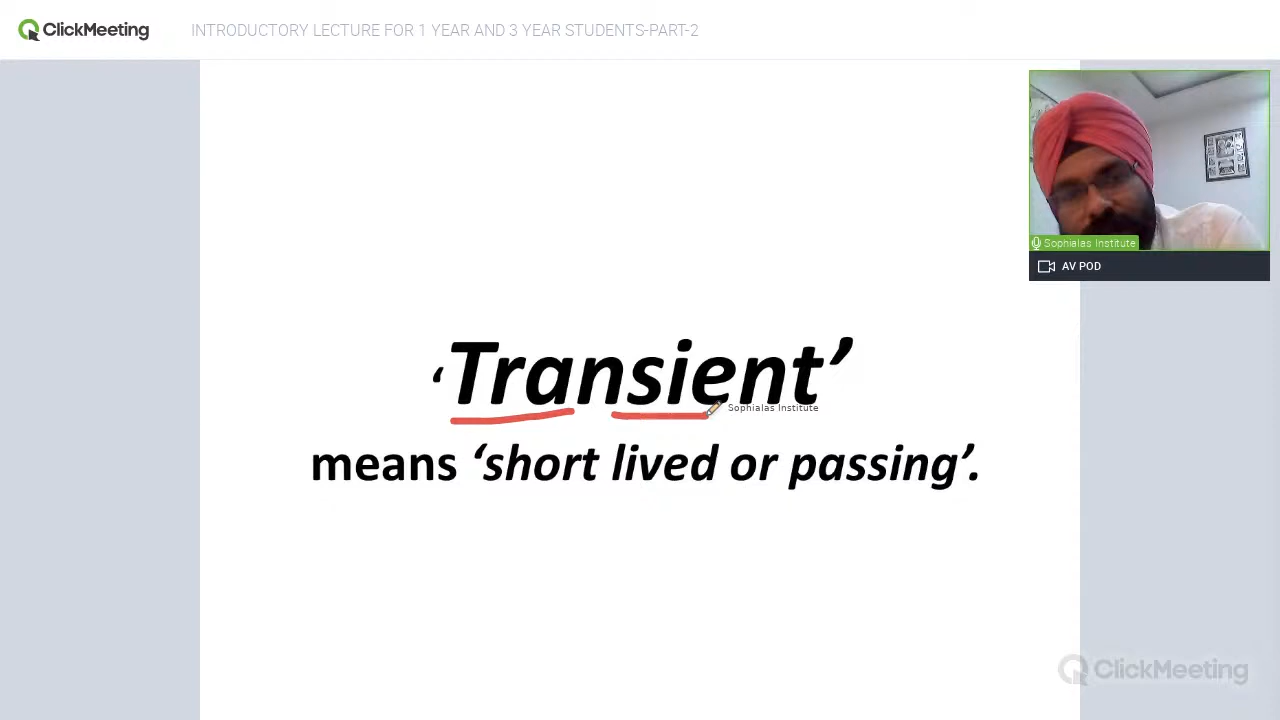 ClickMeeting
INTRODUCTORY LECTURE FOR 1 YEAR AND 3 YEAR STUDENTS-PART-2
Sophialas Institute
AV POD
‘Transient’
Sophialas Institute
means ‘short lived or passing’.
ClickMeeting